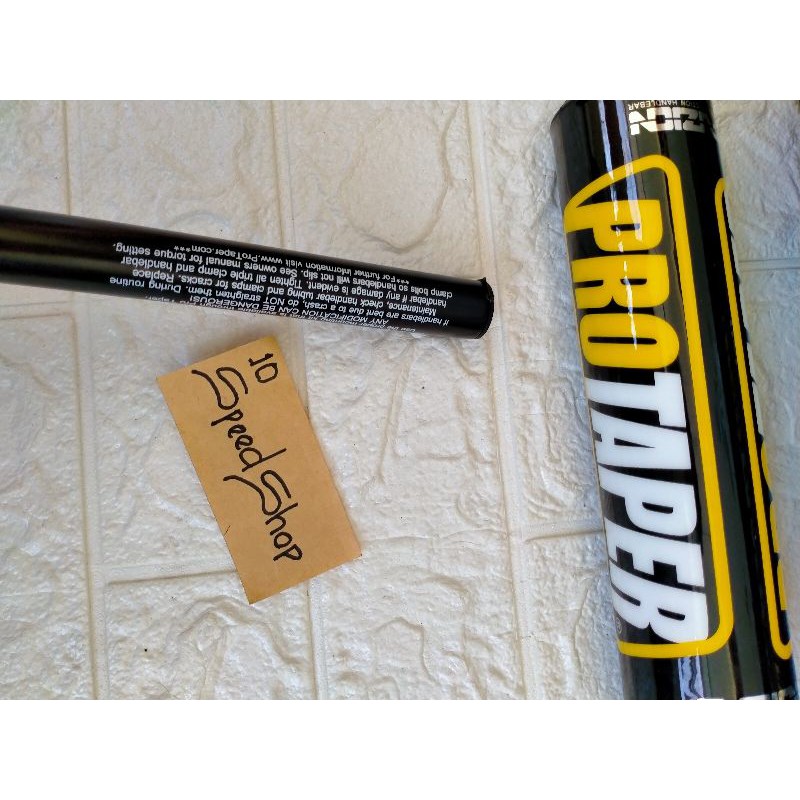 ANY MODIFICATION CAN BE DANGEROUS!
If handlebars are bent due to a crash, do NOT straighten them. During routine
Maintenance, check handlebar tubing and clamps for cracks. Replace
handlebar if any damage is evident. Tighten all triple clamp and handlebar
clamp bolts so handlebars will not slip. See owners manual for torque setting.
***For further information visit www.ProTaper.com***
10
Speed Shop
PRO TAPER
HANDLEBAR